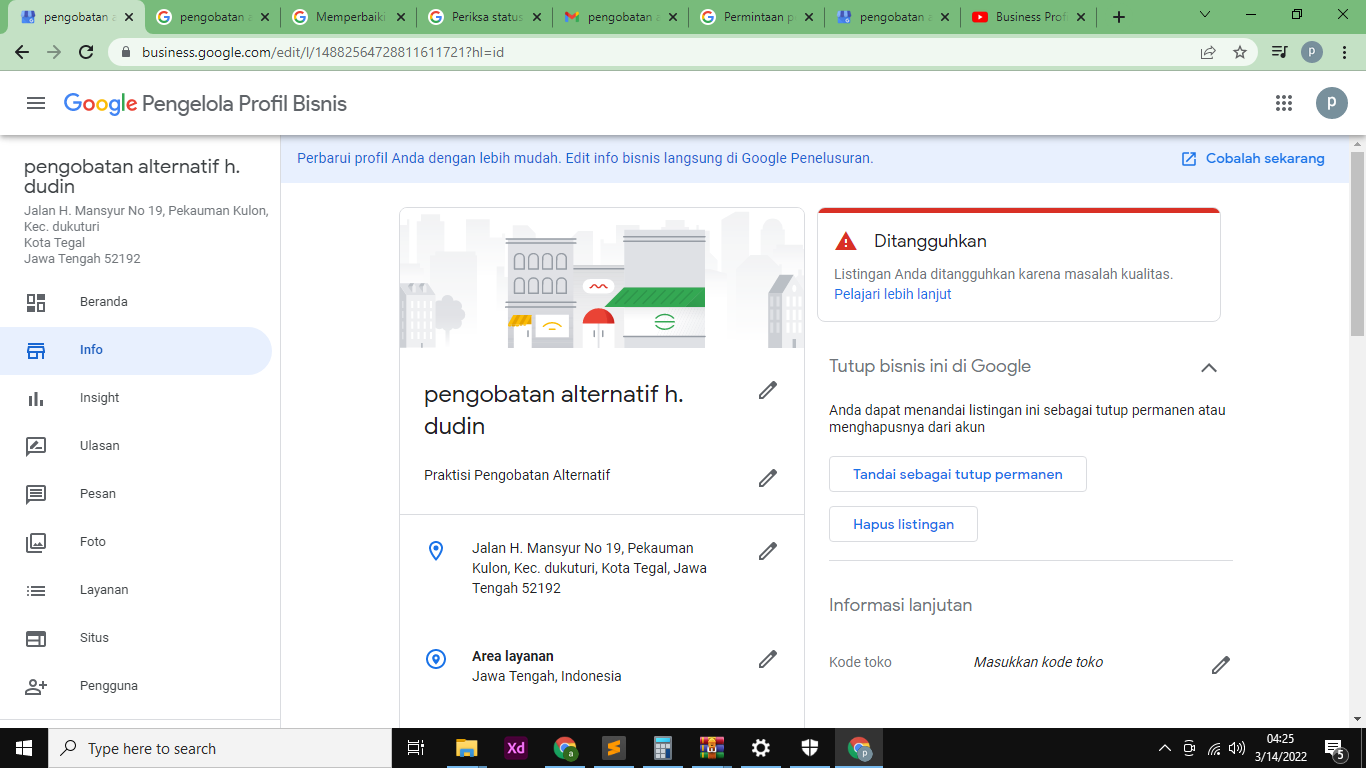 pengobatan a
pengobatan a
Memperbaiki
Periksa status
pengobatan a
Permintaan p
pengobatan a
Business Prof
business.google.com/edit/l/14882564728811611721?hl=id
p
Google Pengelola Profil Bisnis
p
pengobatan alternatif h.
dudin
Jalan H. Mansyur No 19, Pekauman Kulon,
Kec. dukuturi
Kota Tegal
Jawa Tengah 52192
Beranda
Info
Insight
Ulasan
Pesan
Foto
Layanan
Situs
Pengguna
Perbarui profil Anda dengan lebih mudah. Edit info bisnis langsung di Google Penelusuran.
Cobalah sekarang
pengobatan alternatif h.
dudin
Praktisi Pengobatan Alternatif
Jalan H. Mansyur No 19, Pekauman
Kulon, Kec. dukuturi, Kota Tegal, Jawa
Tengah 52192
Area layanan
Jawa Tengah, Indonesia
Ditangguhkan
Listingan Anda ditangguhkan karena masalah kualitas.
Pelajari lebih lanjut
Tutup bisnis ini di Google
Anda dapat menandai listingan ini sebagai tutup permanen atau
menghapusnya dari akun
Tandai sebagai tutup permanen
Hapus listingan
Informasi lanjutan
Kode toko
Masukkan kode toko
Type here to search
Xd
a
p
04:25
3/14/2022
5